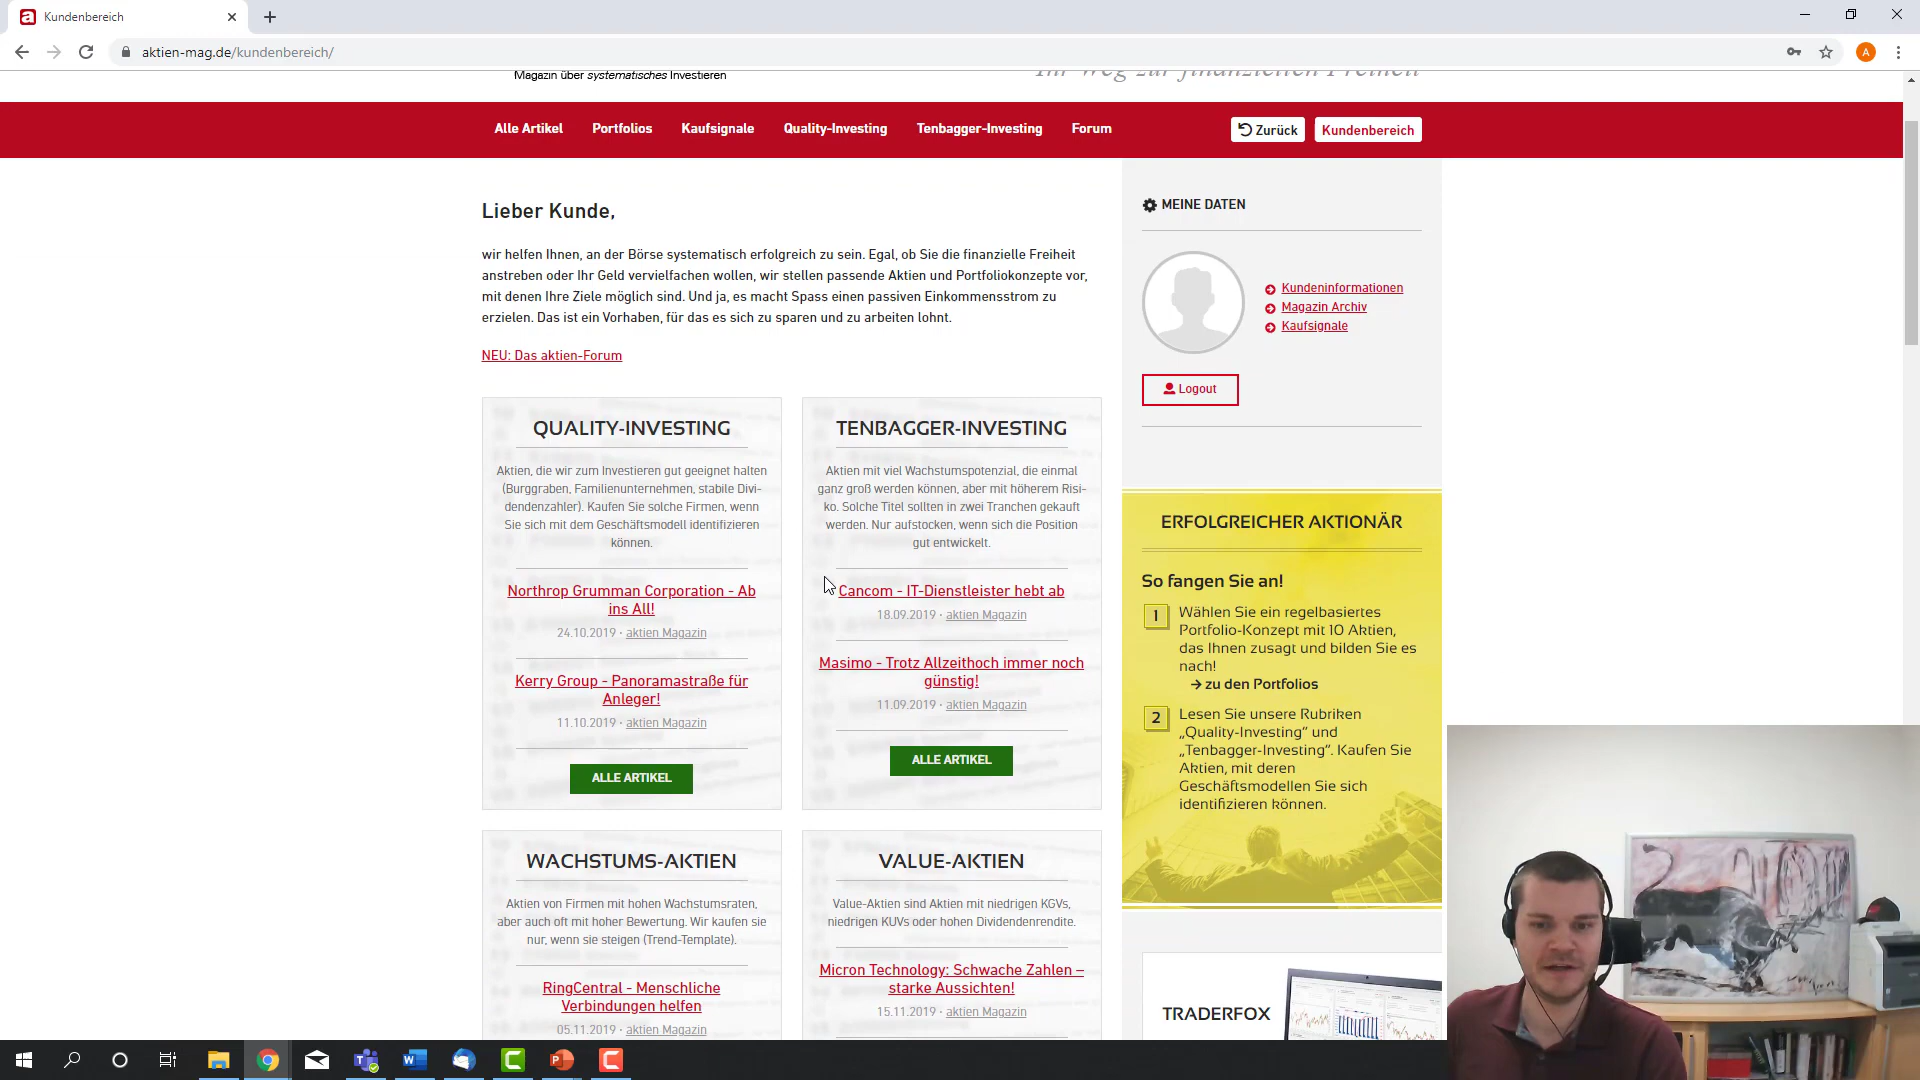 Kundenbereich
aktien-mag.de/kundenbereich/
A
Magazin über systematisches Investieren
Ihr Weg zur finanziellen Freiheit
Alle Artikel
Portfolios
Kaufsignale
Quality-Investing
Tenbagger-Investing
Forum
Zurück
Kundenbereich
Lieber Kunde,
wir helfen Ihnen, an der Börse systematisch erfolgreich zu sein. Egal, ob Sie die finanzielle Freiheit
anstreben oder Ihr Geld vervielfachen wollen, wir stellen passende Aktien und Portfoliokonzepte vor,
mit denen Ihre Ziele möglich sind. Und ja, es macht Spass einen passiven Einkommensstrom zu
erzielen. Das ist ein Vorhaben, für das es sich zu sparen und zu arbeiten lohnt.
NEU: Das aktien-Forum
QUALITY-INVESTING
Aktien, die wir zum Investieren gut geeignet halten
(Burggraben, Familienunternehmen, stabile Divi-
dendenzahler). Kaufen Sie solche Firmen, wenn
Sie sich mit dem Geschäftsmodell identifizieren
können.
Northrop Grumman Corporation - Ab
ins All!
24.10.2019 · aktien Magazin
Kerry Group - Panoramastraße für
Anleger!
11.10.2019 · aktien Magazin
ALLE ARTIKEL
TENBAGGER-INVESTING
Aktien mit viel Wachstumspotenzial, die einmal
ganz groß werden können, aber mit höherem Risi-
ko. Solche Titel sollten in zwei Tranchen gekauft
werden. Nur aufstocken, wenn sich die Position
gut entwickelt.
Cancom - IT-Dienstleister hebt ab
18.09.2019 · aktien Magazin
Masimo - Trotz Allzeithoch immer noch
günstig!
11.09.2019 · aktien Magazin
ALLE ARTIKEL
WACHSTUMS-AKTIEN
Aktien von Firmen mit hohen Wachstumsraten,
aber auch oft mit hoher Bewertung. Wir kaufen sie
nur, wenn sie steigen (Trend-Template).
RingCentral - Menschliche
Verbindungen helfen
05.11.2019 · aktien Magazin
VALUE-AKTIEN
Value-Aktien sind Aktien mit niedrigen KGVs,
niedrigen KUVs oder hohen Dividendenrendite.
Micron Technology: Schwache Zahlen –
starke Aussichten!
15.11.2019 · aktien Magazin
MEINE DATEN
Kundeninformationen
Magazin Archiv
Kaufsignale
Logout
ERFOLGREICHER AKTIONÄR
So fangen Sie an!
1
Wählen Sie ein regelbasiertes
Portfolio-Konzept mit 10 Aktien,
das Ihnen zusagt und bilden Sie es
nach!
→ zu den Portfolios
2
Lesen Sie unsere Rubriken
„Quality-Investing" und
„Tenbagger-Investing". Kaufen Sie
Aktien, mit deren
Geschäftsmodellen Sie sich
identifizieren können.
TRADERFOX